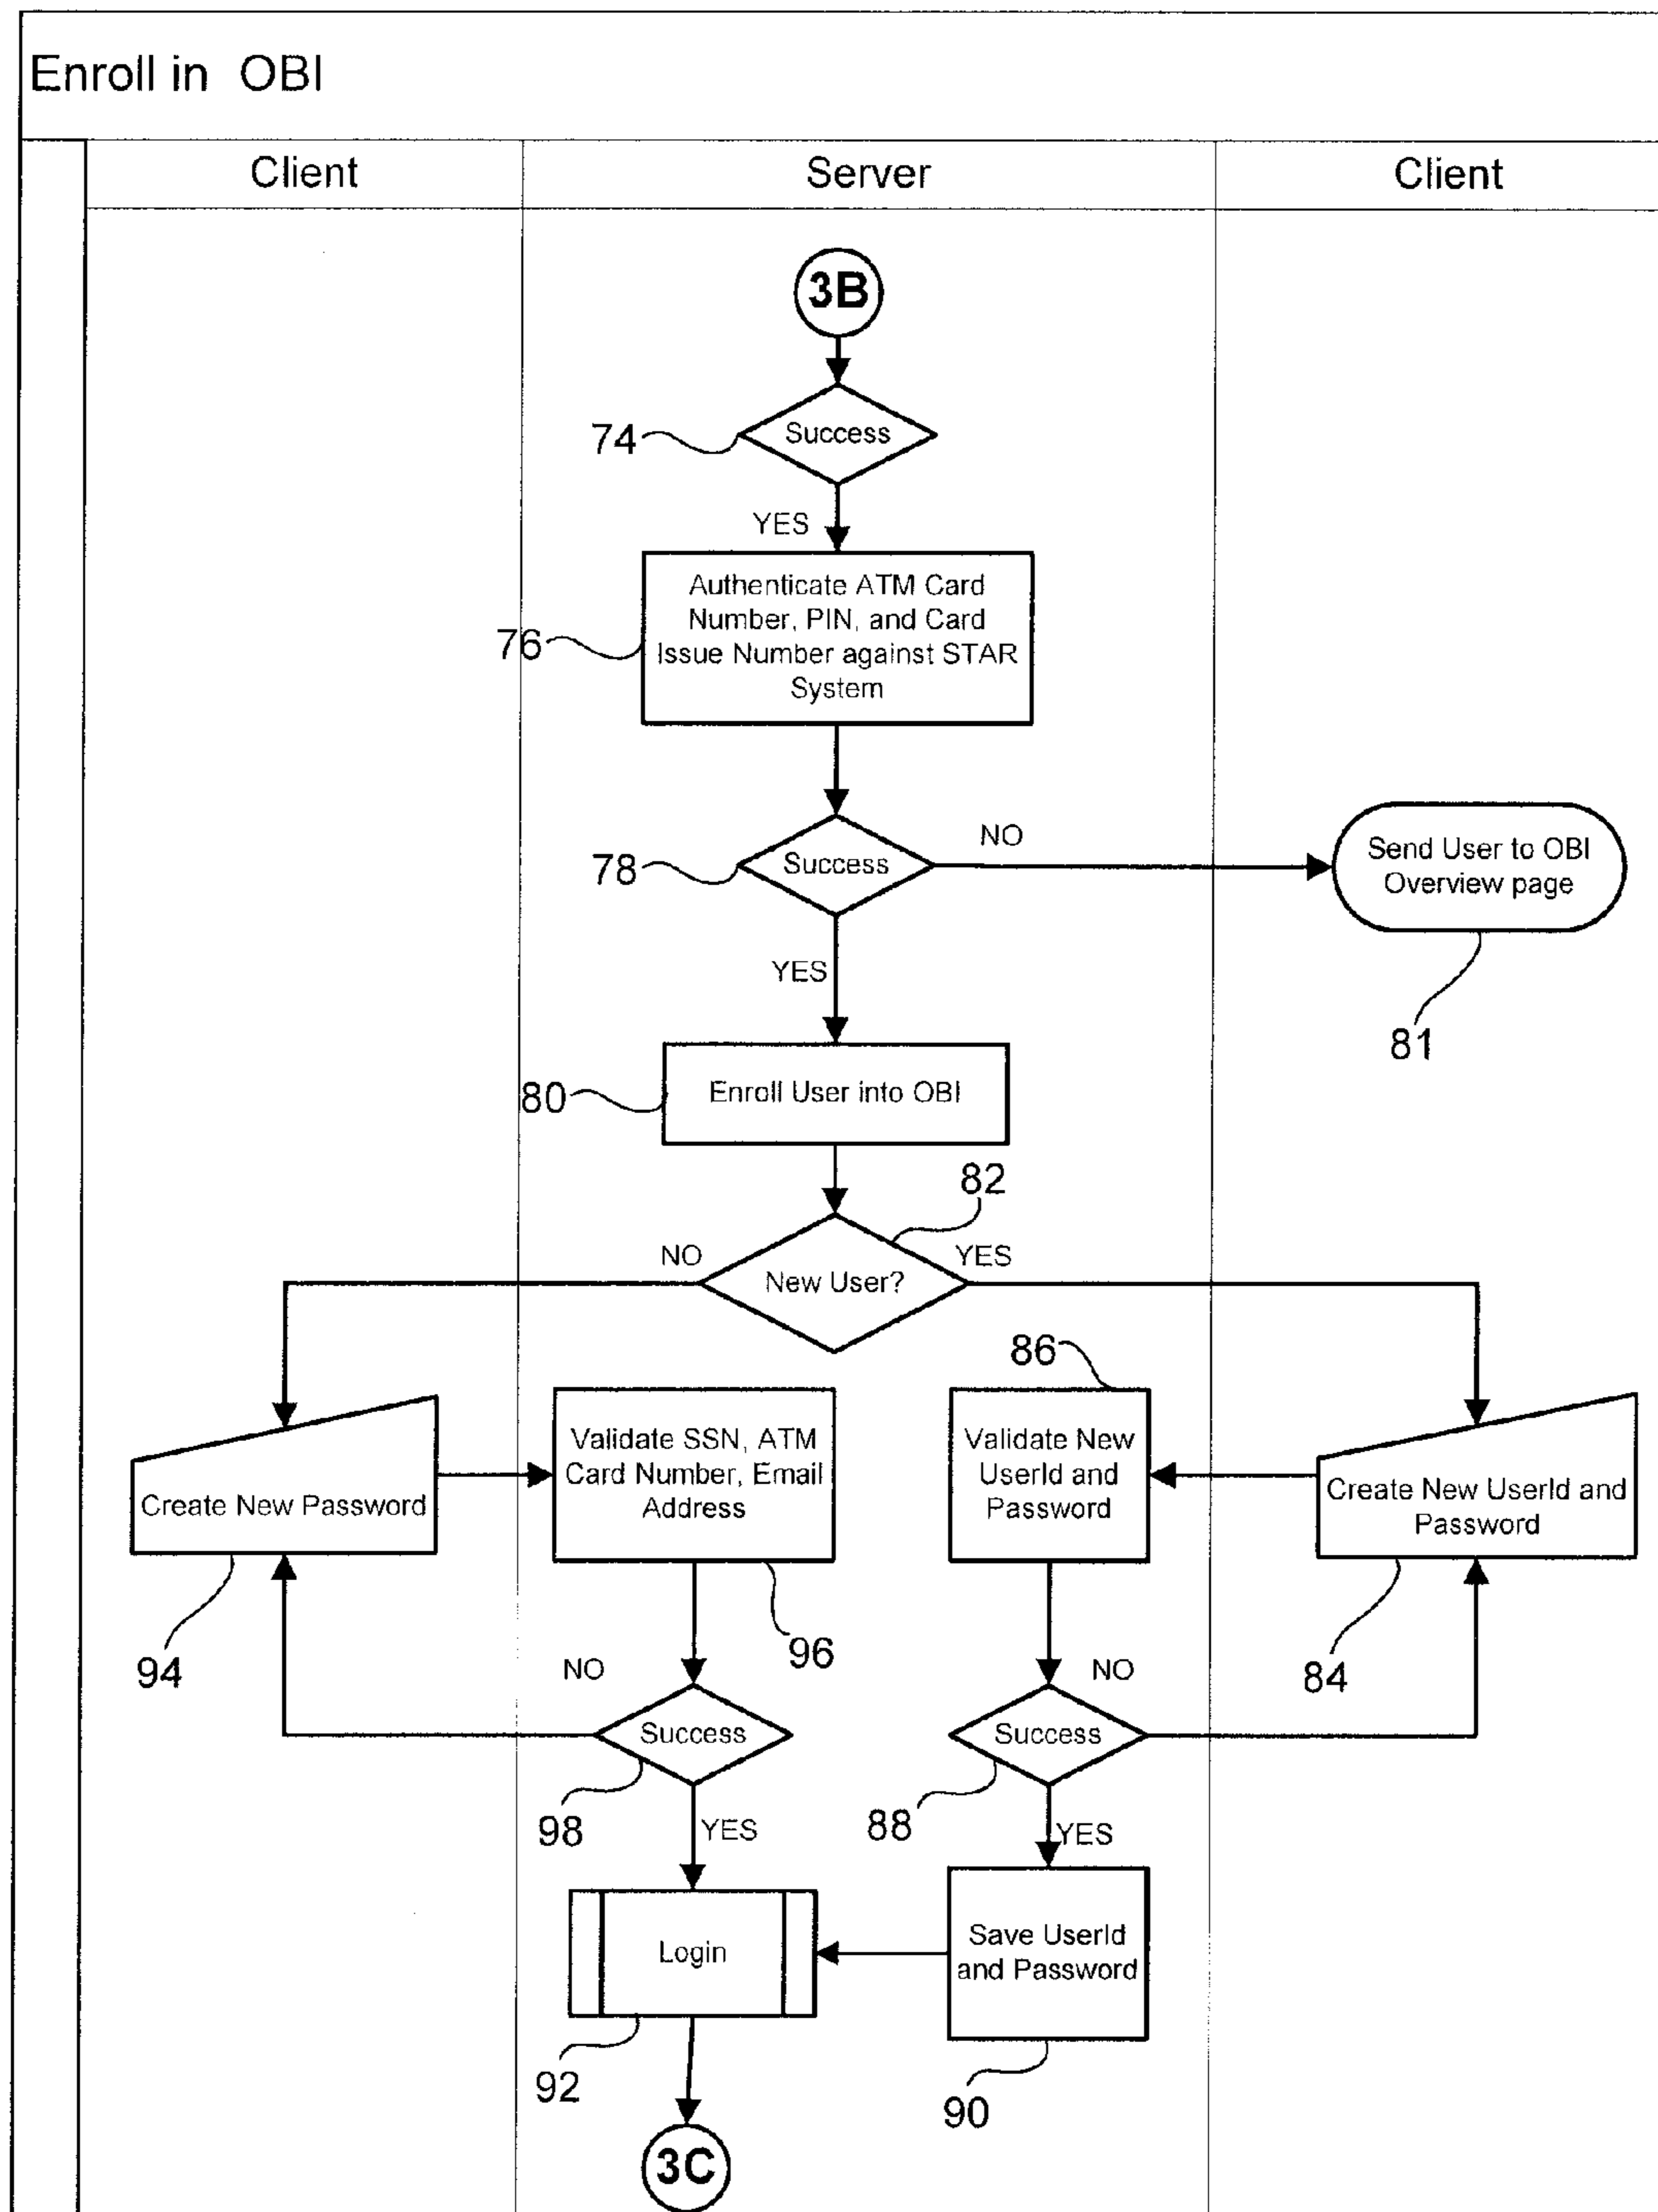 Enroll in OBI
Client
Server
Client
3B
74
Success
YES
76
Authenticate ATM Card
Number, PIN, and Card
Issue Number against STAR
System
78
Success
NO
Send User to OBI
Overview page
81
YES
80
Enroll User into OBI
82
NO
YES
New User?
86
Create New Password
Validate SSN, ATM
Card Number, Email
Address
Validate New
UserId and
Password
Create New UserId and
Password
94
96
84
NO
NO
Success
Success
98
88
YES
YES
Login
Save UserId
and Password
92
90
3C